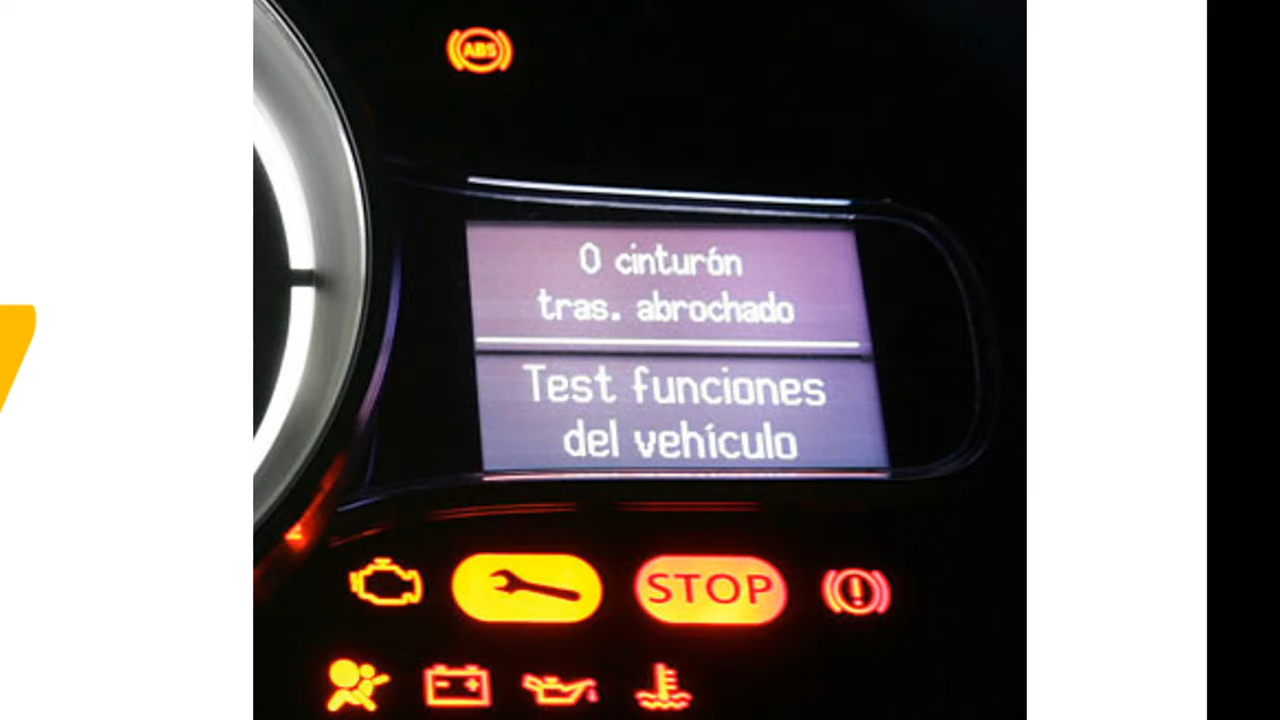 ABS
0 cinturón
tras. abrochado
Test funciones
del vehículo
STOP